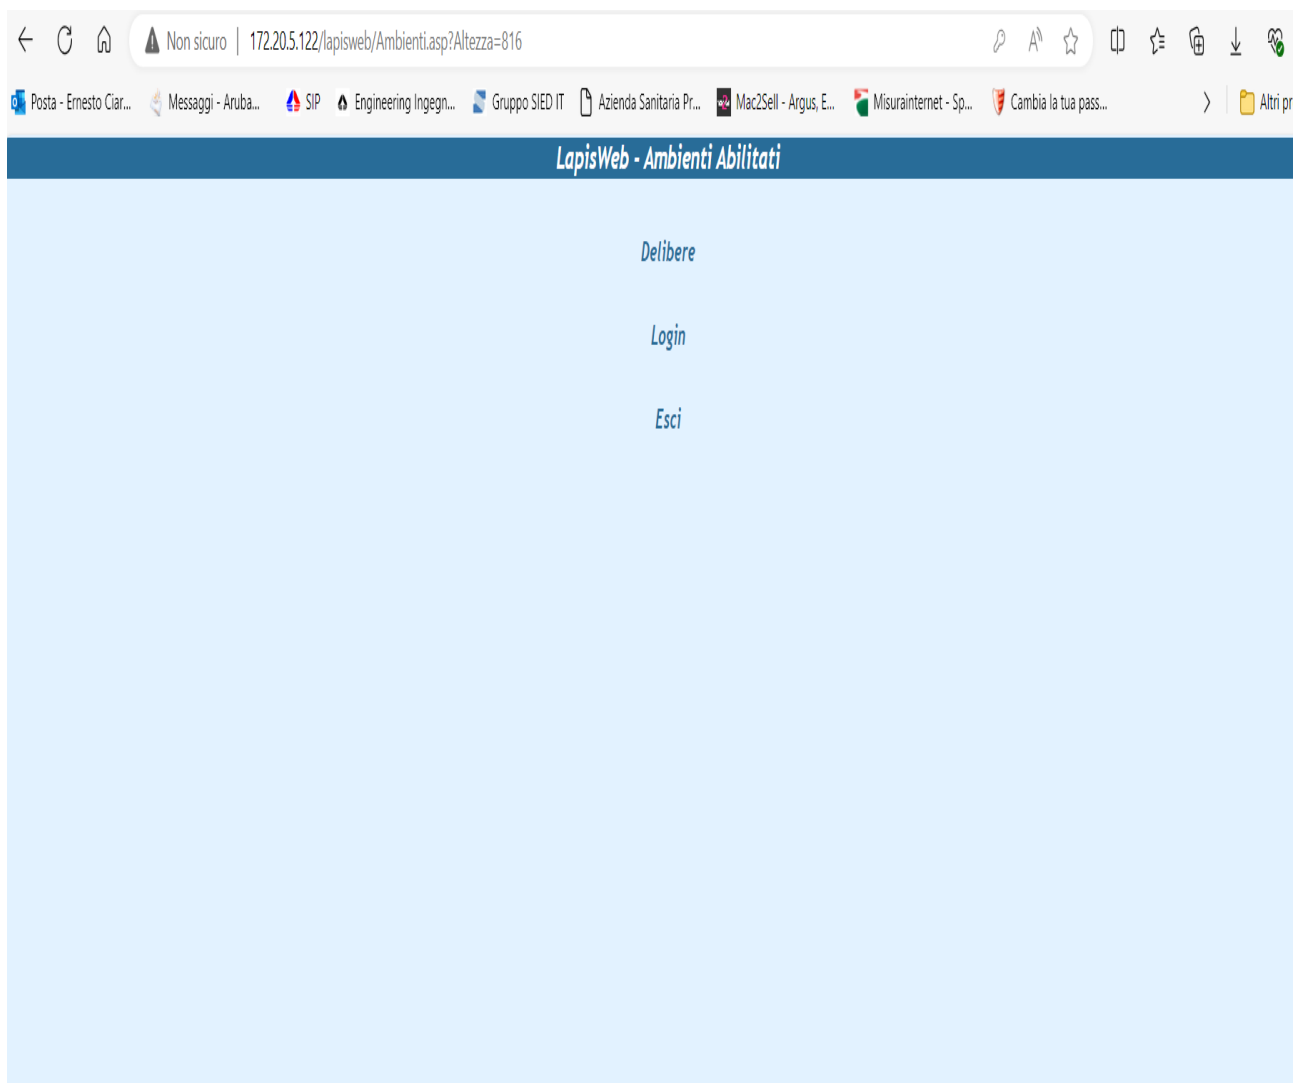 Non sicuro | 172.20.5.122/lapisweb/Ambienti.asp?Altezza=816
Posta - Ernesto Ciar... Messaggi - Aruba... SIP Engineering Ingegn... Gruppo SIED IT Azienda Sanitaria Pr... Mac2Sell - Argus, E... Misurainternet - Sp... Cambia la tua pass... Altri pr
LapisWeb - Ambienti Abilitati
Delibere
Login
Esci